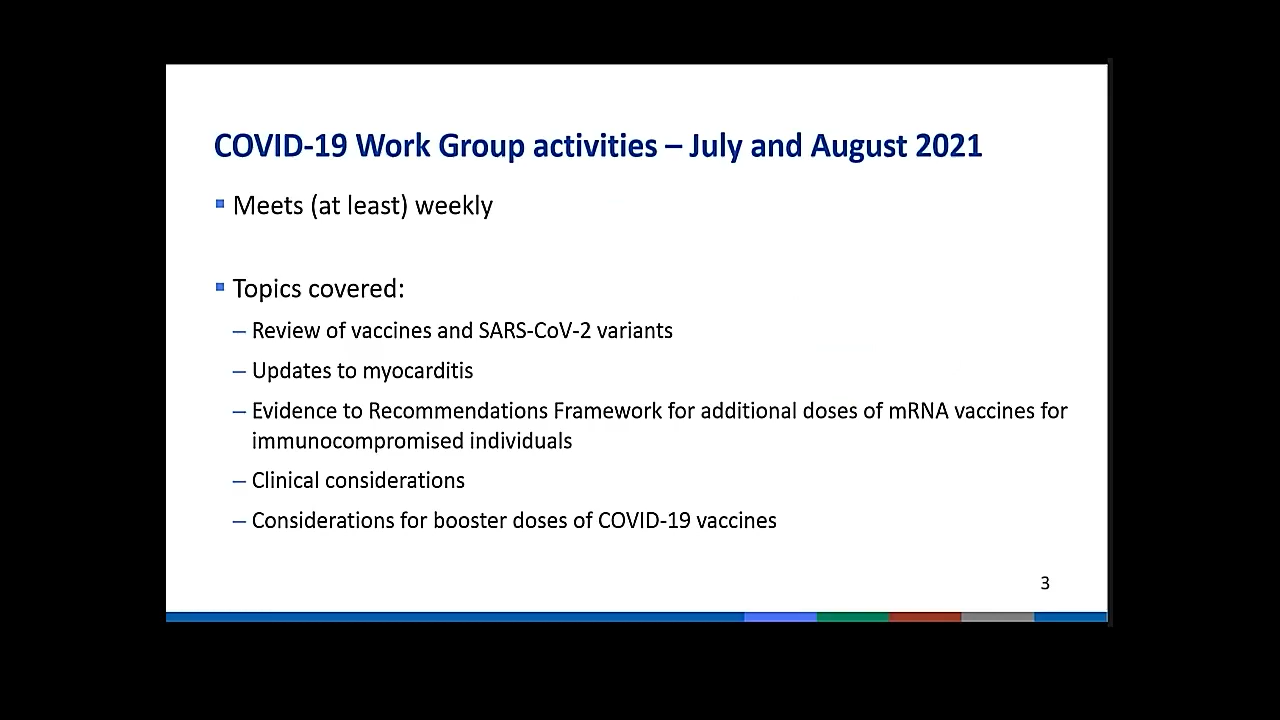 COVID-19 Work Group activities – July and August 2021
▪ Meets (at least) weekly
▪ Topics covered:
– Review of vaccines and SARS-CoV-2 variants
– Updates to myocarditis
– Evidence to Recommendations Framework for additional doses of mRNA vaccines for
immunocompromised individuals
– Clinical considerations
– Considerations for booster doses of COVID-19 vaccines
3